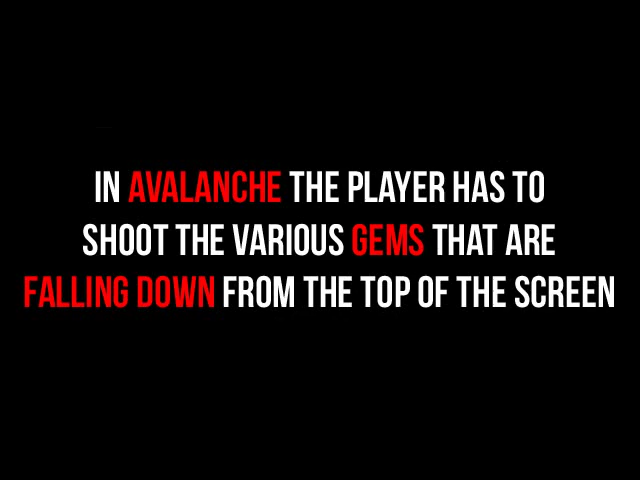 IN AVALANCHE THE PLAYER HAS TO
SHOOT THE VARIOUS GEMS THAT ARE
FALLING DOWN FROM THE TOP OF THE SCREEN